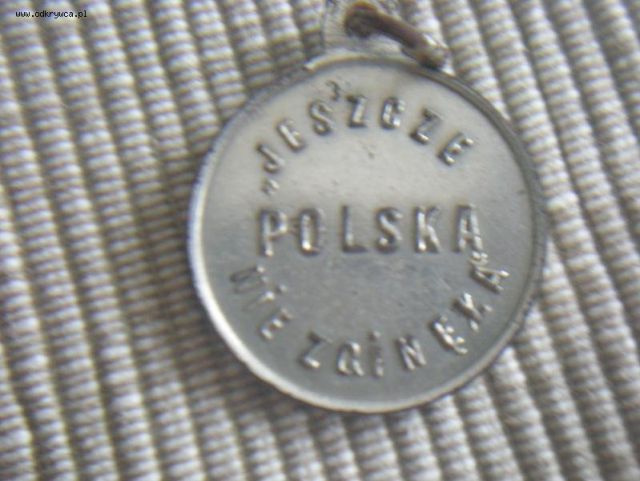 www.odkrywca.pl
„JESZCZE
POLSKA
NIE ZGINĘŁA"